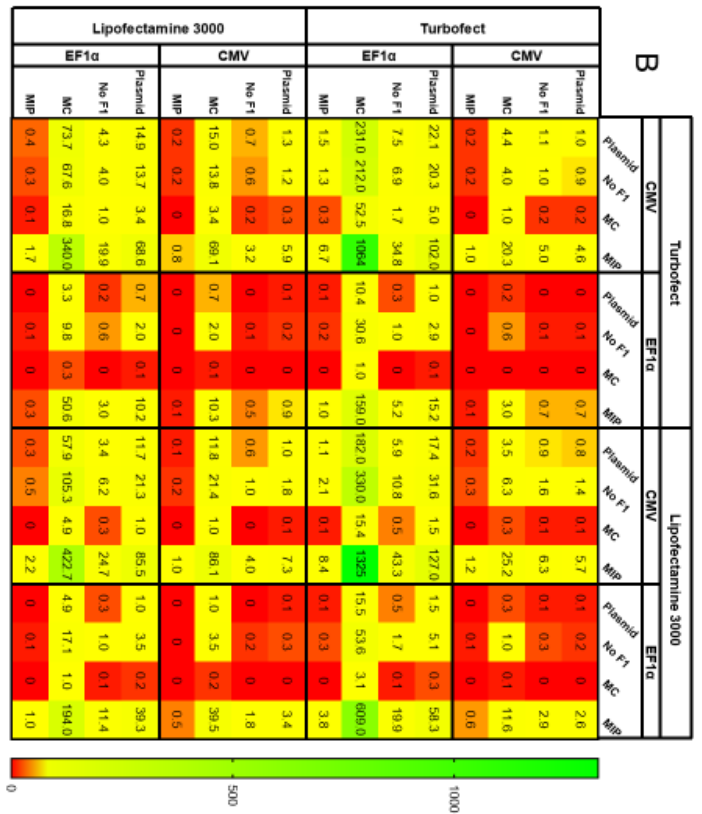 B
Turbofect Lipofectamine 3000
CMV EF1α CMV EF1α
Plasmid No F1 MC MIP Plasmid No F1 MC MIP Plasmid No F1 MC MIP Plasmid No F1 MC MIP
Turbofect
CMV
Plasmid 1.0 0.9 0.2 4.6 0 0.1 0 0.7 0.8 1.4 0.1 5.7 0.1 0.2 0 2.6
No F1 1.1 1.0 0.2 5.0 0 0.1 0 0.7 0.9 1.6 0.1 6.3 0.1 0.3 0 2.9
MC 4.4 4.0 1.0 20.3 0.2 0.6 0 3.0 3.5 6.3 0.3 25.2 0.3 1.0 0.1 11.6
MIP 0.2 0.2 0 1.0 0 0 0 0.1 0.2 0.3 0 1.2 0 0.1 0 0.6
EF1α
Plasmid 22.1 20.3 5.0 102.0 1.0 2.9 0.1 15.2 17.4 31.6 1.5 127.0 1.5 5.1 0.3 58.3
No F1 7.5 6.9 1.7 34.8 0.3 1.0 0 5.2 5.9 10.8 0.5 43.3 0.5 1.7 0.1 19.9
MC 231.0 212.0 52.5 1064 10.4 30.6 1.0 159.0 182.0 330.0 15.4 1325 15.5 53.6 3.1 609.0
MIP 1.5 1.3 0.3 6.7 0.1 0.1 0 1.0 1.1 2.1 0.1 8.4 0.1 0.3 0 3.8
Lipofectamine 3000
CMV
Plasmid 1.3 1.2 0.3 5.9 0.1 0.2 0 0.9 1.0 1.8 0.1 7.3 0.1 0.3 0 3.4
No F1 0.7 0.6 0.2 3.2 0 0.1 0 0.5 0.6 1.0 0 4.0 0 0.2 0 1.8
MC 15.0 13.8 3.4 69.1 0.7 2.0 0.1 10.3 11.8 21.4 1.0 86.1 1.0 3.5 0.2 39.5
MIP 0.2 0.2 0 0.8 0 0 0 0.1 0.1 0.2 0 1.0 0 0 0 0.5
EF1α
Plasmid 14.9 13.7 3.4 68.6 0.7 2.0 0.1 10.2 11.7 21.3 1.0 85.5 1.0 3.5 0.2 39.3
No F1 4.3 4.0 1.0 19.9 0.2 0.6 0 3.0 3.4 6.2 0.3 24.7 0.3 1.0 0.1 11.4
MC 73.7 67.6 16.8 340.0 3.3 9.8 0.3 50.6 57.9 105.3 4.9 422.7 4.9 17.1 1.0 194.0
MIP 0.4 0.3 0.1 1.7 0 0.1 0 0.3 0.3 0.5 0 2.2 0 0.1 0 1.0
1000
500
0